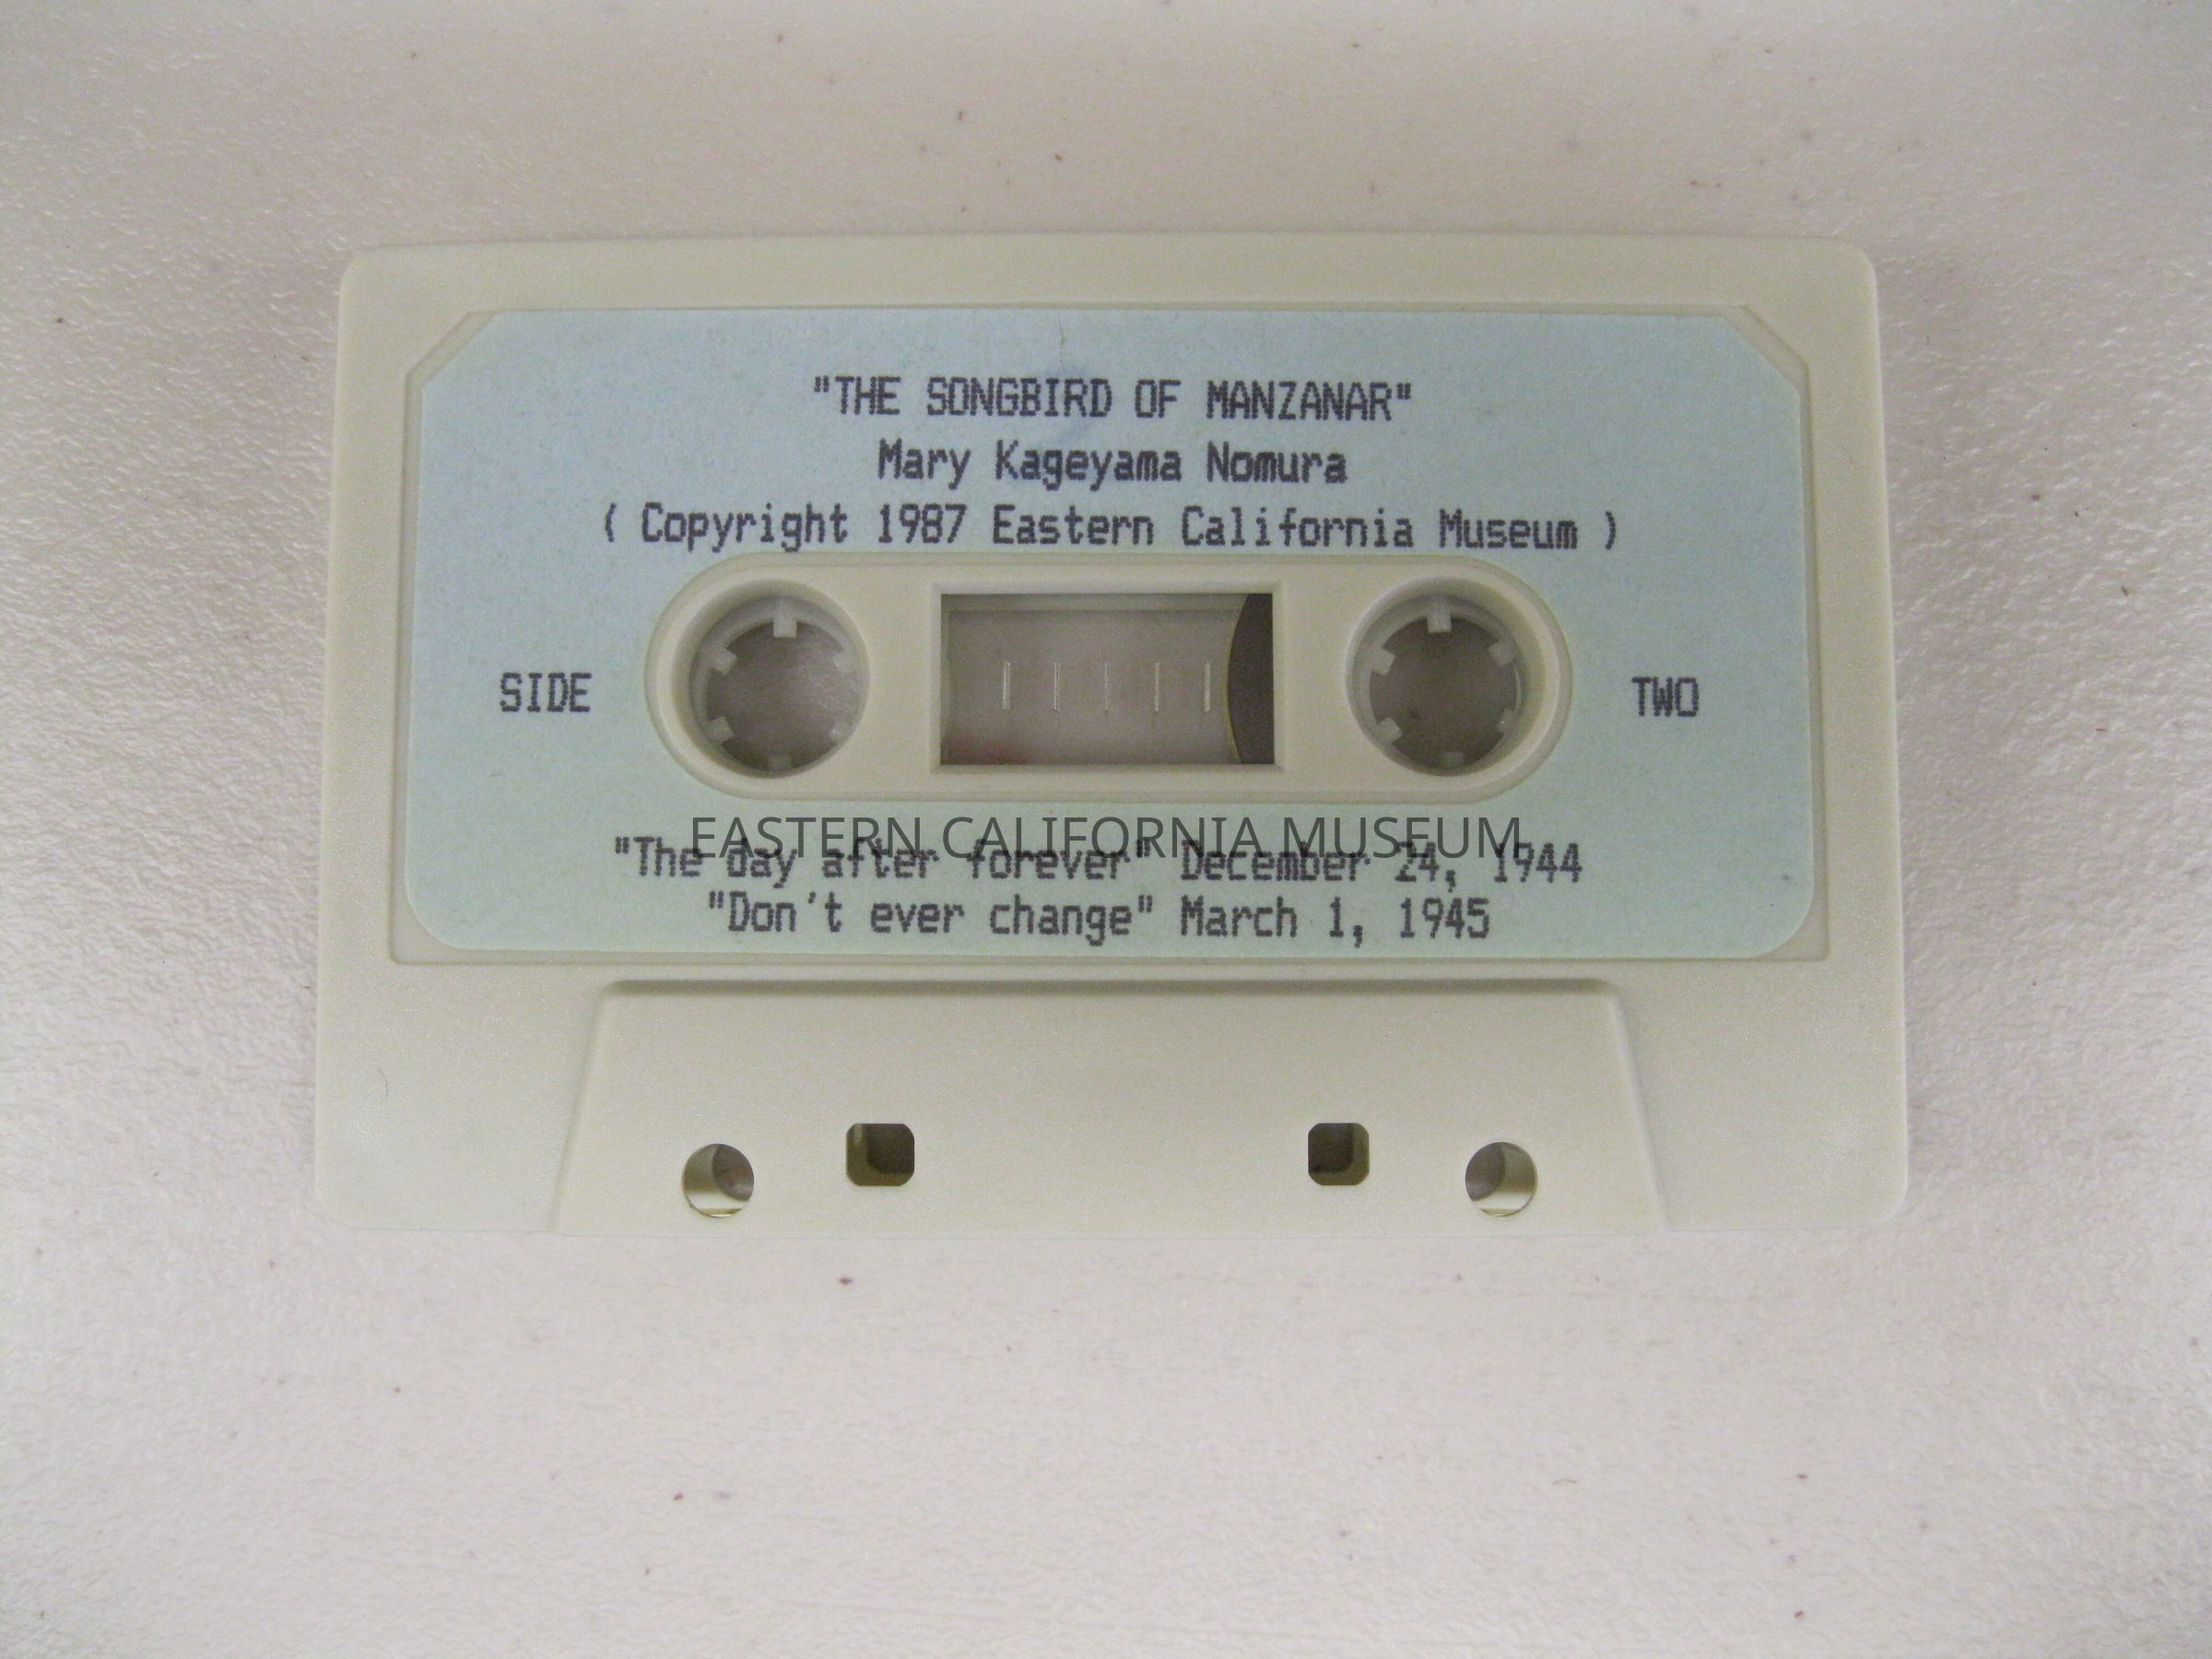 "THE SONGBIRD OF MANZANAR"
Mary Kageyama Nomura
( Copyright 1987 Eastern California Museum )
SIDE TWO
EASTERN CALIFORNIA MUSEUM
"The day after forever" December 24, 1944
"Don't ever change" March 1, 1945